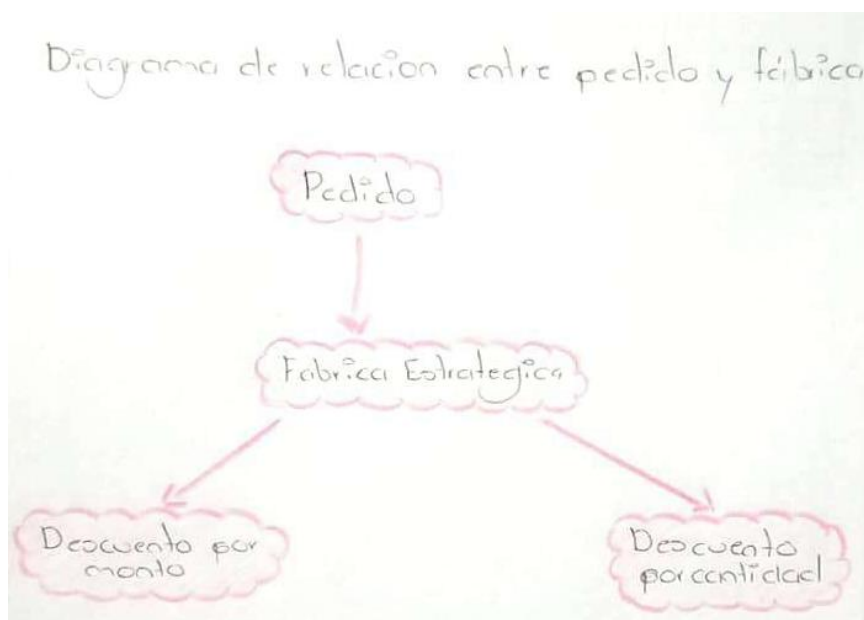 Diagrama de relacion entre pedido y fábrica
Pedido
Fabrica Estrategica
Descuento por
monto
Descuento
por cantidad